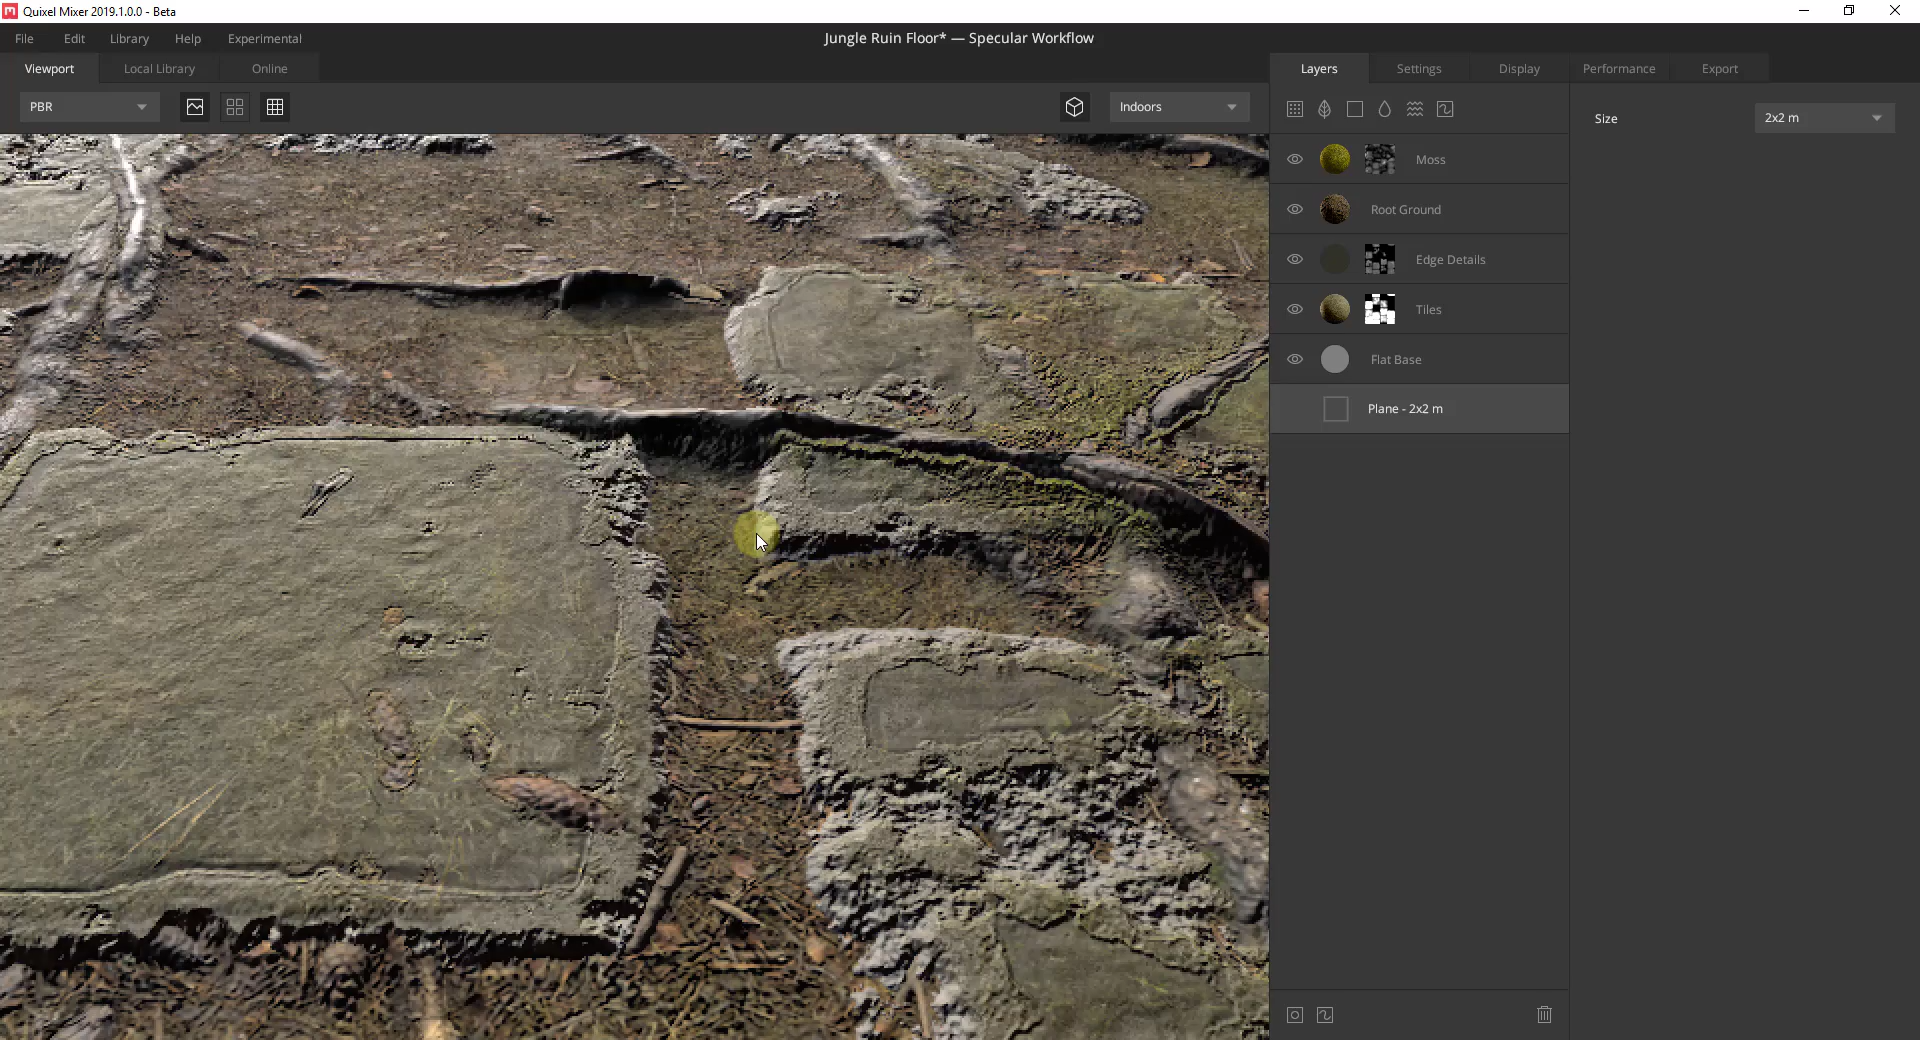 Quixel Mixer 2019.1.0.0 - Beta
File Edit Library Help Experimental
Jungle Ruin Floor* — Specular Workflow
Viewport Local Library Online
Layers Settings Display Performance Export
PBR
Indoors
Size
2x2 m
Moss
Root Ground
Edge Details
Tiles
Flat Base
Plane - 2x2 m